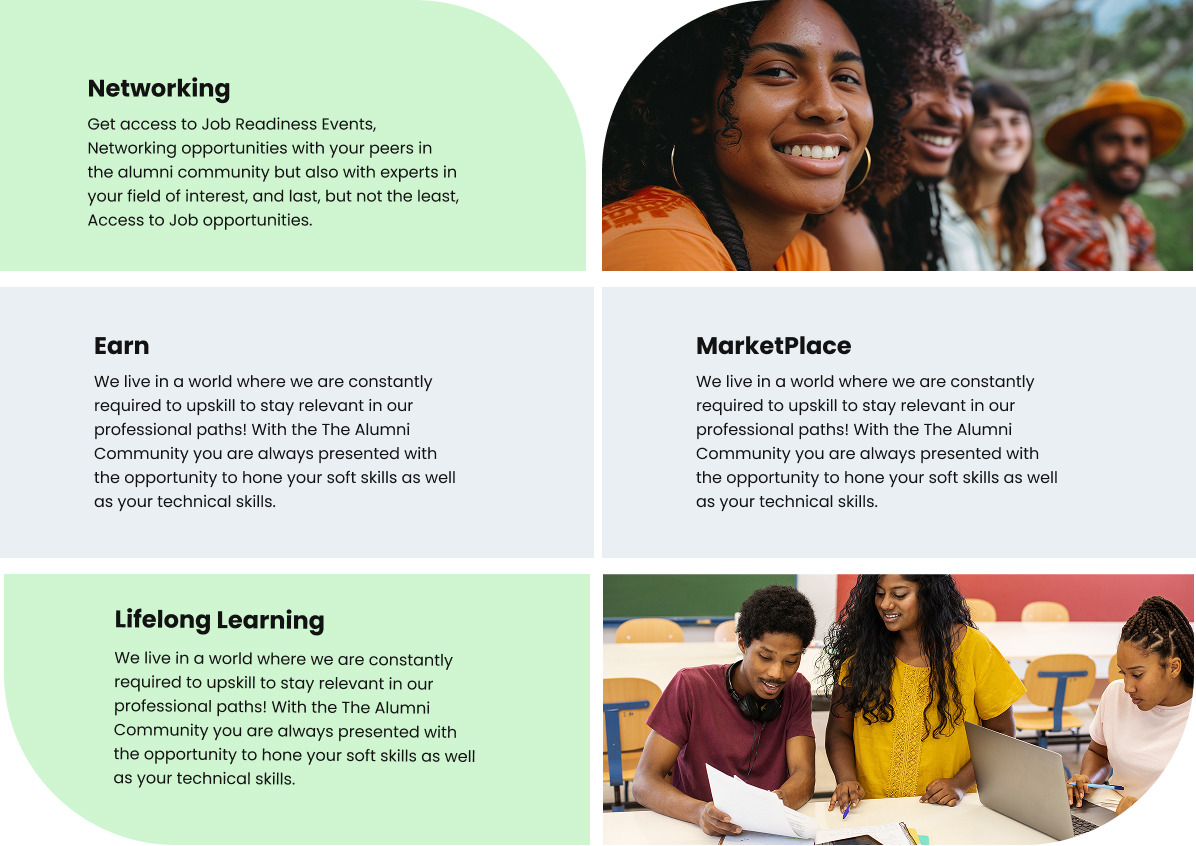 Networking
Get access to Job Readiness Events,
Networking opportunities with your peers in
the alumni community but also with experts in
your field of interest, and last, but not the least,
Access to Job opportunities.
Earn
We live in a world where we are constantly
required to upskill to stay relevant in our
professional paths! With the The Alumni
Community you are always presented with
the opportunity to hone your soft skills as well
as your technical skills.
MarketPlace
We live in a world where we are constantly
required to upskill to stay relevant in our
professional paths! With the The Alumni
Community you are always presented with
the opportunity to hone your soft skills as well
as your technical skills.
Lifelong Learning
We live in a world where we are constantly
required to upskill to stay relevant in our
professional paths! With the The Alumni
Community you are always presented with
the opportunity to hone your soft skills as well
as your technical skills.